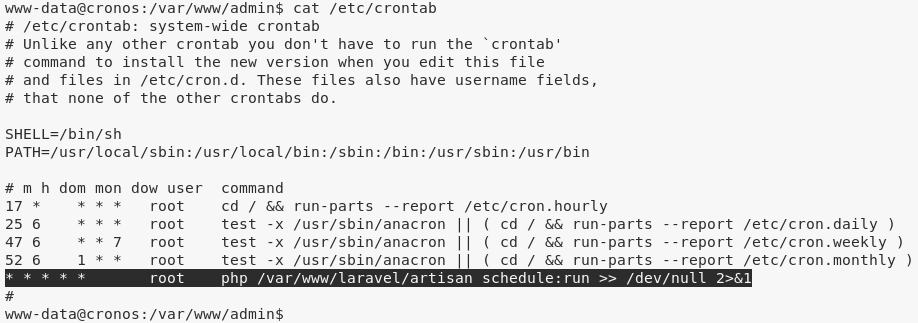 www-data@cronos:/var/www/admin$ cat /etc/crontab
# /etc/crontab: system-wide crontab
# Unlike any other crontab you don't have to run the `crontab'
# command to install the new version when you edit this file
# and files in /etc/cron.d. These files also have username fields,
# that none of the other crontabs do.

SHELL=/bin/sh
PATH=/usr/local/sbin:/usr/local/bin:/sbin:/bin:/usr/sbin:/usr/bin

# m h dom mon dow user  command
17 *    * * *   root    cd / && run-parts --report /etc/cron.hourly
25 6    * * *   root    test -x /usr/sbin/anacron || ( cd / && run-parts --report /etc/cron.daily )
47 6    * * 7   root    test -x /usr/sbin/anacron || ( cd / && run-parts --report /etc/cron.weekly )
52 6    1 * *   root    test -x /usr/sbin/anacron || ( cd / && run-parts --report /etc/cron.monthly )
* * * * *       root    php /var/www/laravel/artisan schedule:run >> /dev/null 2>&1
#
www-data@cronos:/var/www/admin$